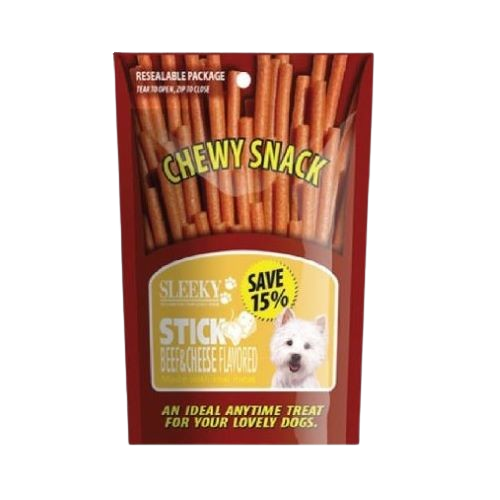 RESEALABLE PACKAGE
TEAR TO OPEN, ZIP TO CLOSE
CHEWY SNACK
SLEEKY
SAVE
15%
STICK
BEEF&CHEESE FLAVORED
AN IDEAL ANYTIME TREAT
FOR YOUR LOVELY DOGS.